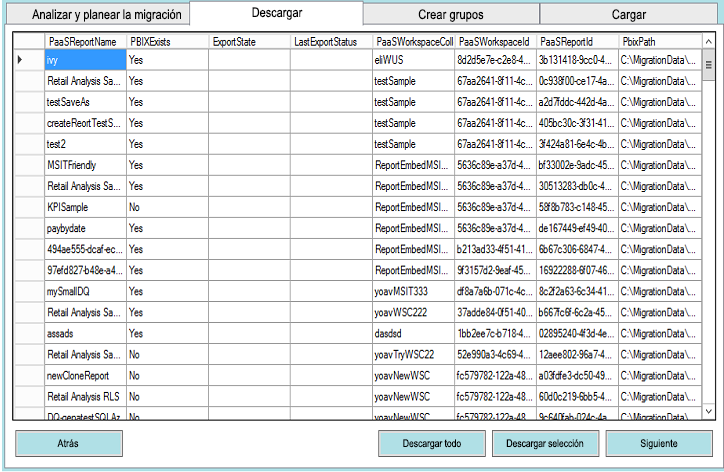 Analizar y planear la migración Descargar Crear grupos Cargar
PaaSReportName PBIXExists ExportState LastExportStatus PaaSWorkspaceColl PaaSWorkspaceId PaaSReportId PbixPath
ivy Yes eliWUS 8d2d5e7e-c2e8-4... 3b131418-9cc0-4... C:\MigrationData\...
Retail Analysis Sa... Yes testSample 67aa2641-8f11-4c... 0c938f00-ce17-4a... C:\MigrationData\...
testSaveAs Yes testSample 67aa2641-8f11-4c... a2d7fddc-442d-4a... C:\MigrationData\...
createReortTestS... Yes testSample 67aa2641-8f11-4c... 405bc30c-3f31-41... C:\MigrationData\...
test2 Yes testSample 67aa2641-8f11-4c... 3f424a81-6e4c-4b... C:\MigrationData\...
MSITFriendly Yes ReportEmbedMSI... 5636c89e-a37d-4... bf33002e-9adc-45... C:\MigrationData\...
Retail Analysis Sa... Yes ReportEmbedMSI... 5636c89e-a37d-4... 30513283-db0c-4... C:\MigrationData\...
KPISample No ReportEmbedMSI... 5636c89e-a37d-4... 58f8b783-c148-45... C:\MigrationData\...
paybydate Yes ReportEmbedMSI... 5636c89e-a37d-4... de167449-ef49-40... C:\MigrationData\...
494ae555-dcaf-ec... Yes ReportEmbedMSI... b213ad33-4f51-41... 6b67c306-6847-4... C:\MigrationData\...
97efd827-b48e-a4... Yes ReportEmbedMSI... 9f3157d2-9eaf-45... 16922288-6f07-46... C:\MigrationData\...
mySmallDQ Yes yoavMSIT333 df8a7a6b-071c-4c... 8c2f2a63-6c34-41... C:\MigrationData\...
Retail Analysis Sa... Yes yoavWSC222 37adde84-0f51-40... b667fc6f-6c2a-45... C:\MigrationData\...
assads Yes dasdsd 1bb2ee7c-b718-4... 02895240-4f3d-4e... C:\MigrationData\...
Retail Analysis Sa... No yoavTryWSC22 52e990a3-4c69-4... 12aee802-96a7-4... C:\MigrationData\...
newCloneReport No yoavNewWSC fc579782-122a-48... a03fdfe3-dc50-49... C:\MigrationData\...
Retail Analysis RLS No yoavNewWSC fc579782-122a-48... 60d0c219-6bb5-4... C:\MigrationData\...
DQ-genatestSQLAz No yoavNewWSC fc579782-122a-48... 9c640fab-024c-4a... C:\MigrationData\...
Atrás Descargar todo Descargar selección Siguiente